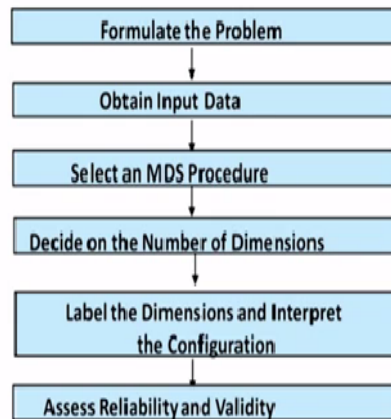 Formulate the Problem
Obtain Input Data
Select an MDS Procedure
Decide on the Number of Dimensions
Label the Dimensions and Interpret
the Configuration
Assess Reliability and Validity